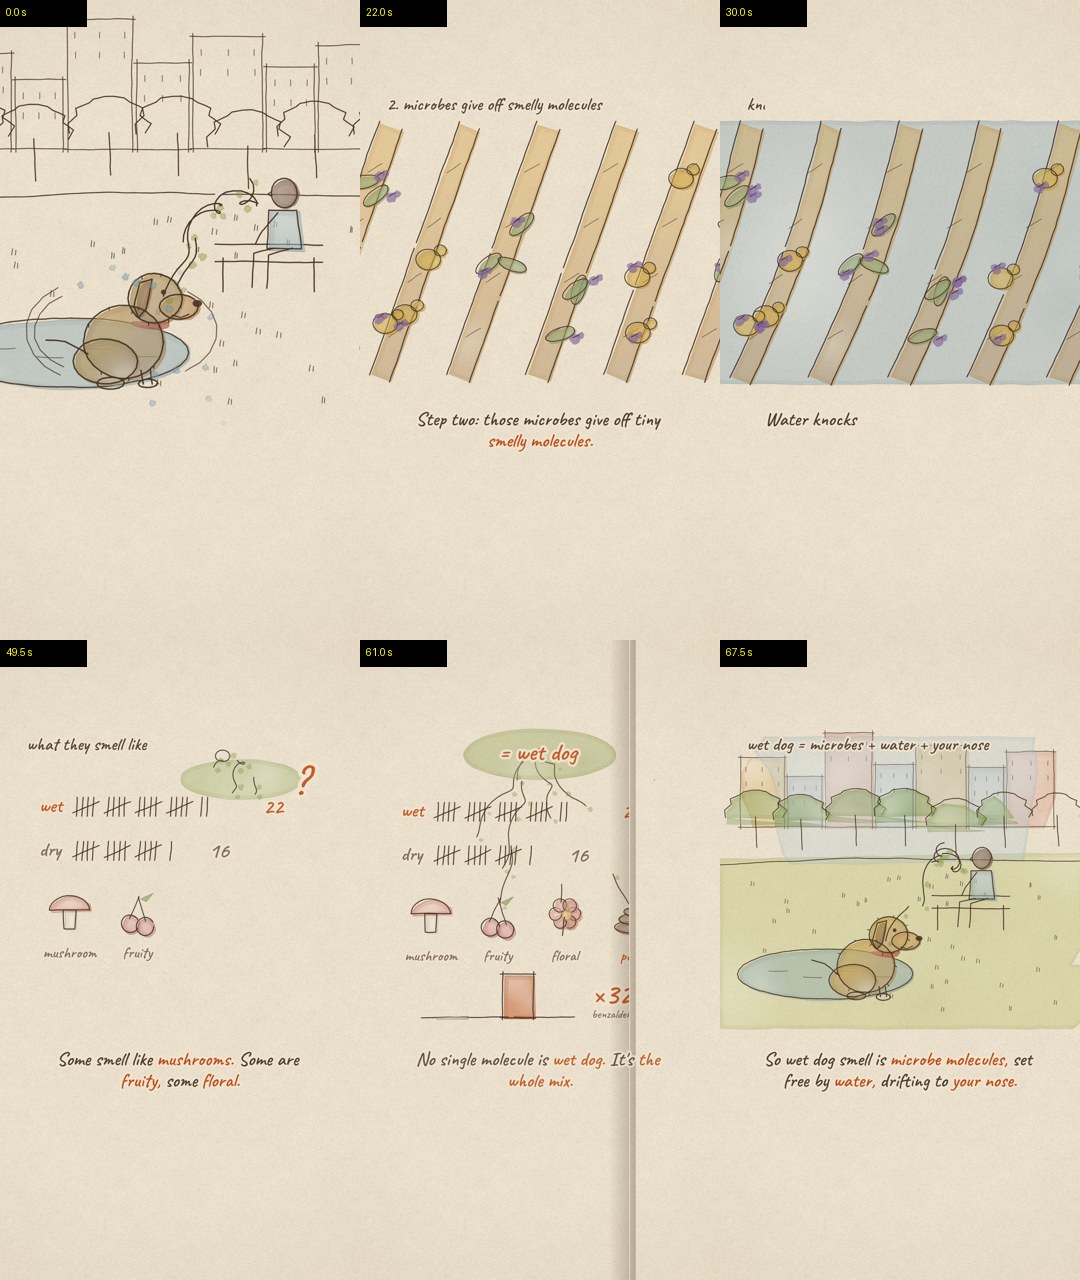 0.0s
22.0s
30.0s
2. microbes give off smelly molecules
Step two: those microbes give off tiny
smelly molecules.
Water knocks
49.5s
61.0s
67.5s
what they smell like
?
wet 22
dry 16
mushroom fruity
= wet dog
wet
dry 16
mushroom fruity floral
×32
Some smell like mushrooms. Some are
fruity, some floral.
No single molecule is wet dog. It's the
whole mix.
wet dog = microbes + water + your nose
So wet dog smell is microbe molecules, set
free by water, drifting to your nose.